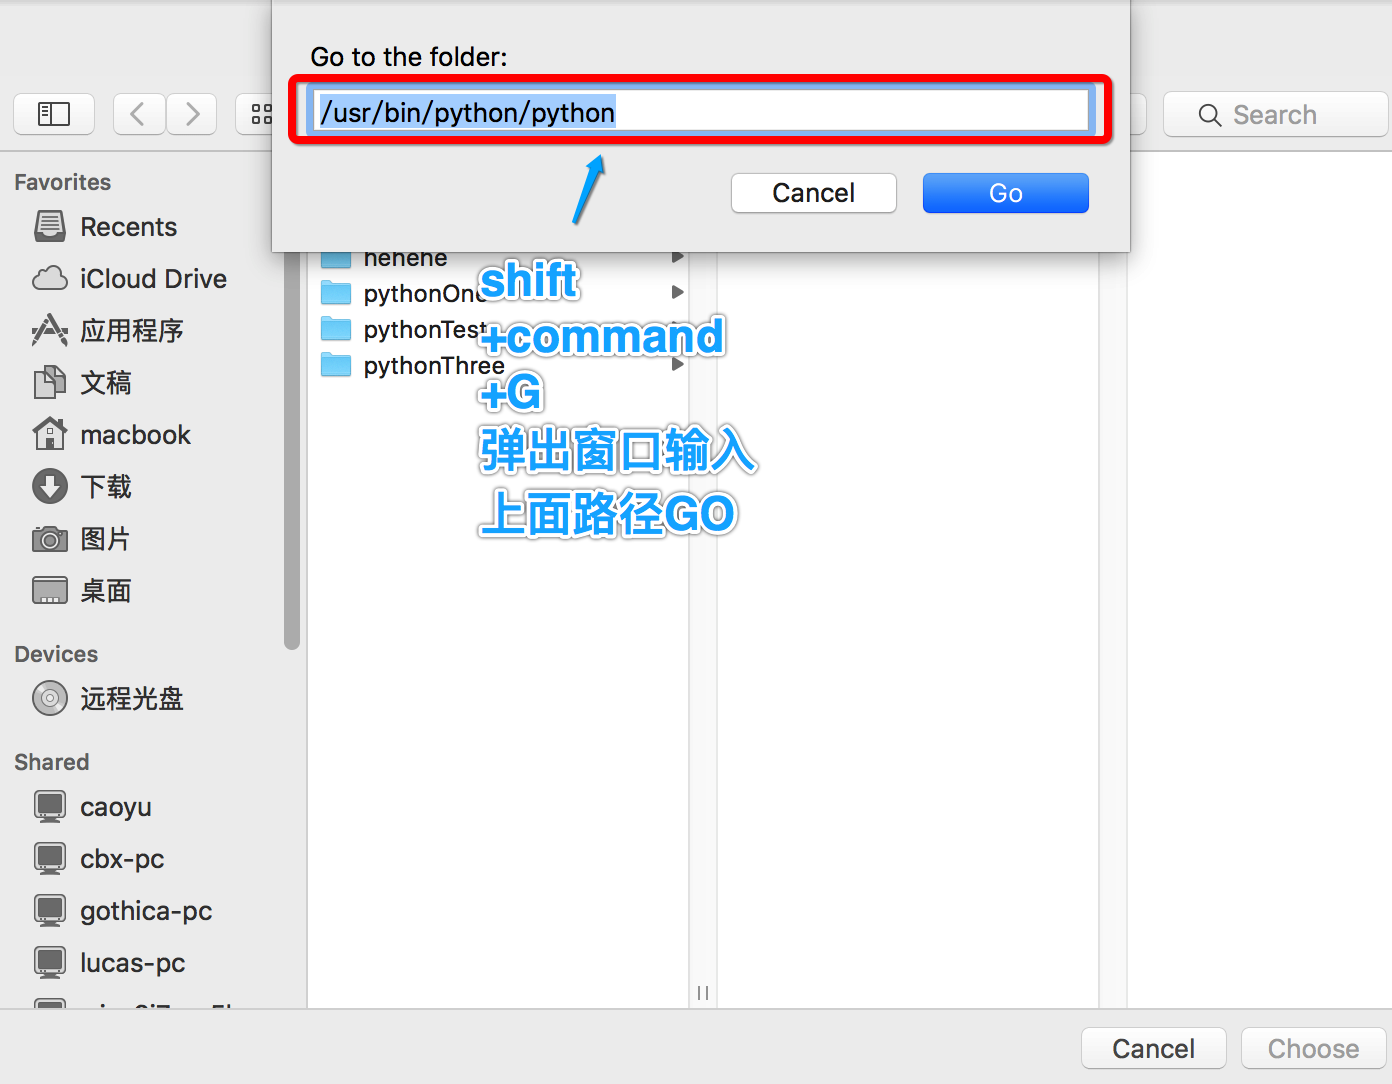 Go to the folder:
/usr/bin/python/python
Search
Cancel
Go
Favorites
Recents
iCloud Drive
应用程序
文稿
macbook
下载
图片
桌面
Devices
远程光盘
Shared
caoyu
cbx-pc
gothica-pc
lucas-pc
hehehe
pythonOne
pythonTest
pythonThree
shift
+command
+G
弹出窗口输入
上面路径GO
Cancel
Choose